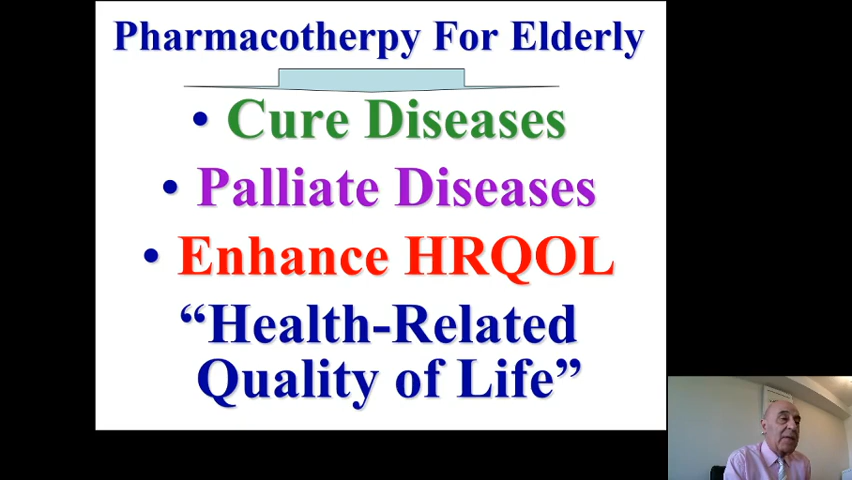 Pharmacotherpy For Elderly
• Cure Diseases
• Palliate Diseases
• Enhance HRQOL
“Health-Related
Quality of Life”